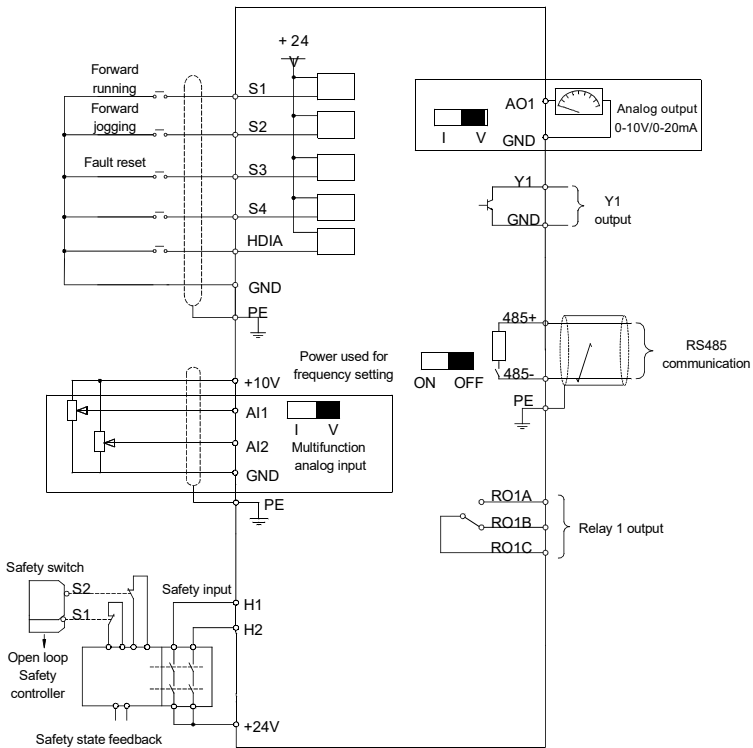 + 24
V
Forward
running
S1
Forward
jogging
S2
Fault reset
S3
S4
HDIA
GND
PE
AO1
I V
GND
Analog output
0-10V/0-20mA
Y1
GND
Y1
output
485+
ON OFF
485-
PE
RS485
communication
Power used for
frequency setting
+10V
AI1
I V
AI2
Multifunction
analog input
GND
PE
RO1A
RO1B
RO1C
Relay 1 output
Safety switch
S2
S1
Safety input
H1
H2
Open loop
Safety
controller
+24V
Safety state feedback